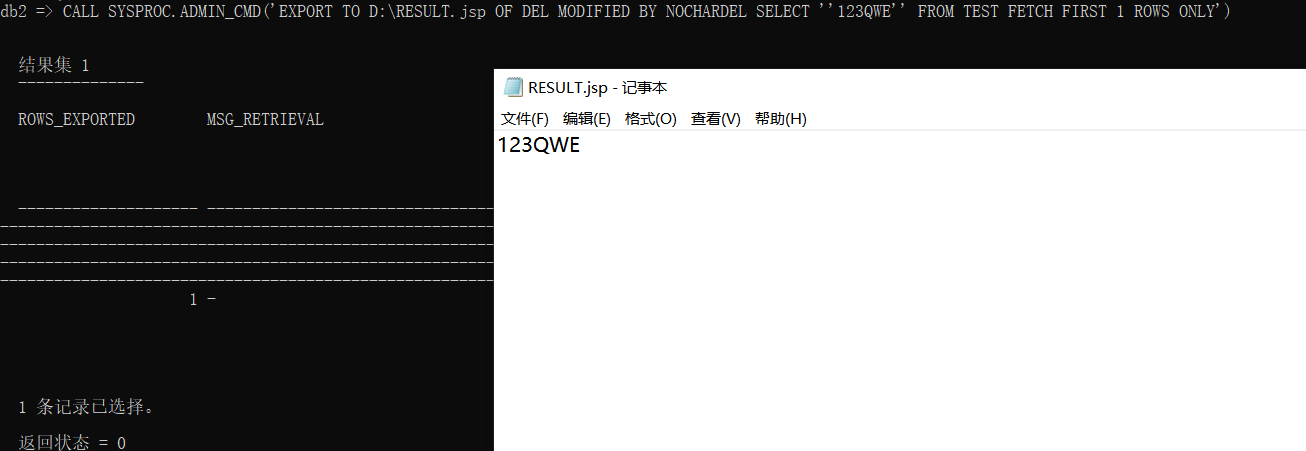 db2 => CALL SYSPROC.ADMIN_CMD('EXPORT TO D:\RESULT.jsp OF DEL MODIFIED BY NOCHARDEL SELECT ''123QWE'' FROM TEST FETCH FIRST 1 ROWS ONLY')
结果集 1
--------------
ROWS_EXPORTED MSG_RETRIEVAL
-------------------- --------------------------------
-------------------------------------------------------
-------------------------------------------------------
-------------------------------------------------------
-------------------------------------------------------
1 -
1 条记录已选择。
返回状态 = 0
RESULT.jsp - 记事本
文件(F) 编辑(E) 格式(O) 查看(V) 帮助(H)
123QWE